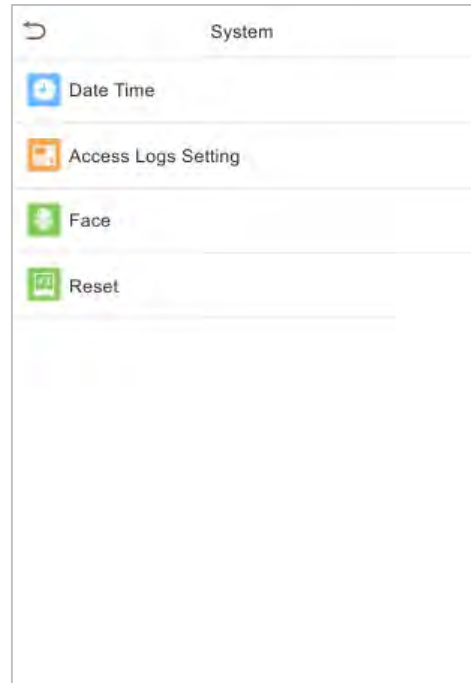 System
Date Time
Access Logs Setting
Face
Reset